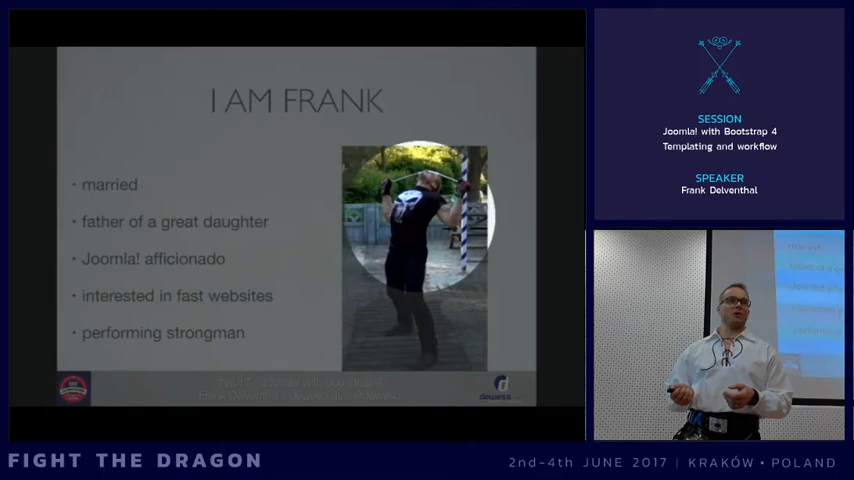 I AM FRANK
• married
• father of a great daughter
• Joomla! afficionado
• interested in fast websites
• performing strongman
dewess
SESSION
Joomla! with Bootstrap 4
Templating and workflow
SPEAKER
Frank Delventhal
FIGHT THE DRAGON
2nd-4th JUNE 2017 | KRAKÓW • POLAND